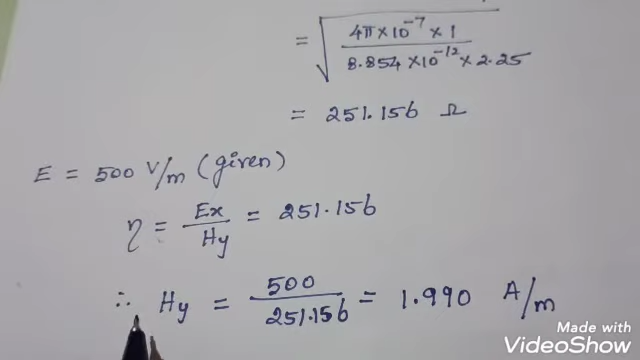 = √(4π×10⁻⁷ × 1 / 8.854 ×10⁻¹² × 2.25)
= 251.156 Ω
E = 500 V/m (given)
η = Ex / Hy = 251.156
∴ Hy = 500 / 251.156 = 1.990 A/m
Made with
VideoShow